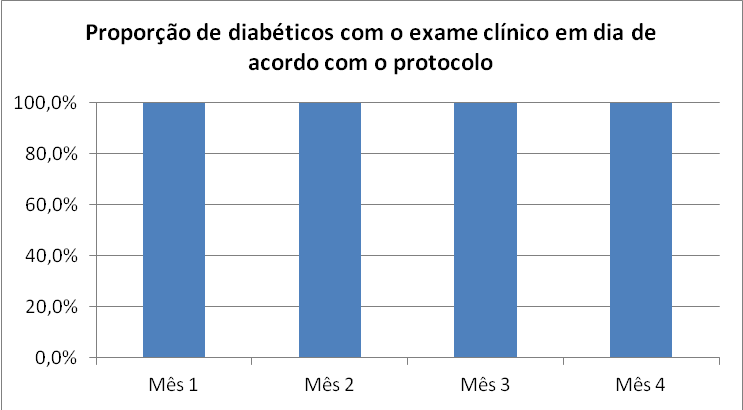 Proporção de diabéticos com o exame clínico em dia de
acordo com o protocolo
100,0%
80,0%
60,0%
40,0%
20,0%
0,0%
Mês 1 Mês 2 Mês 3 Mês 4